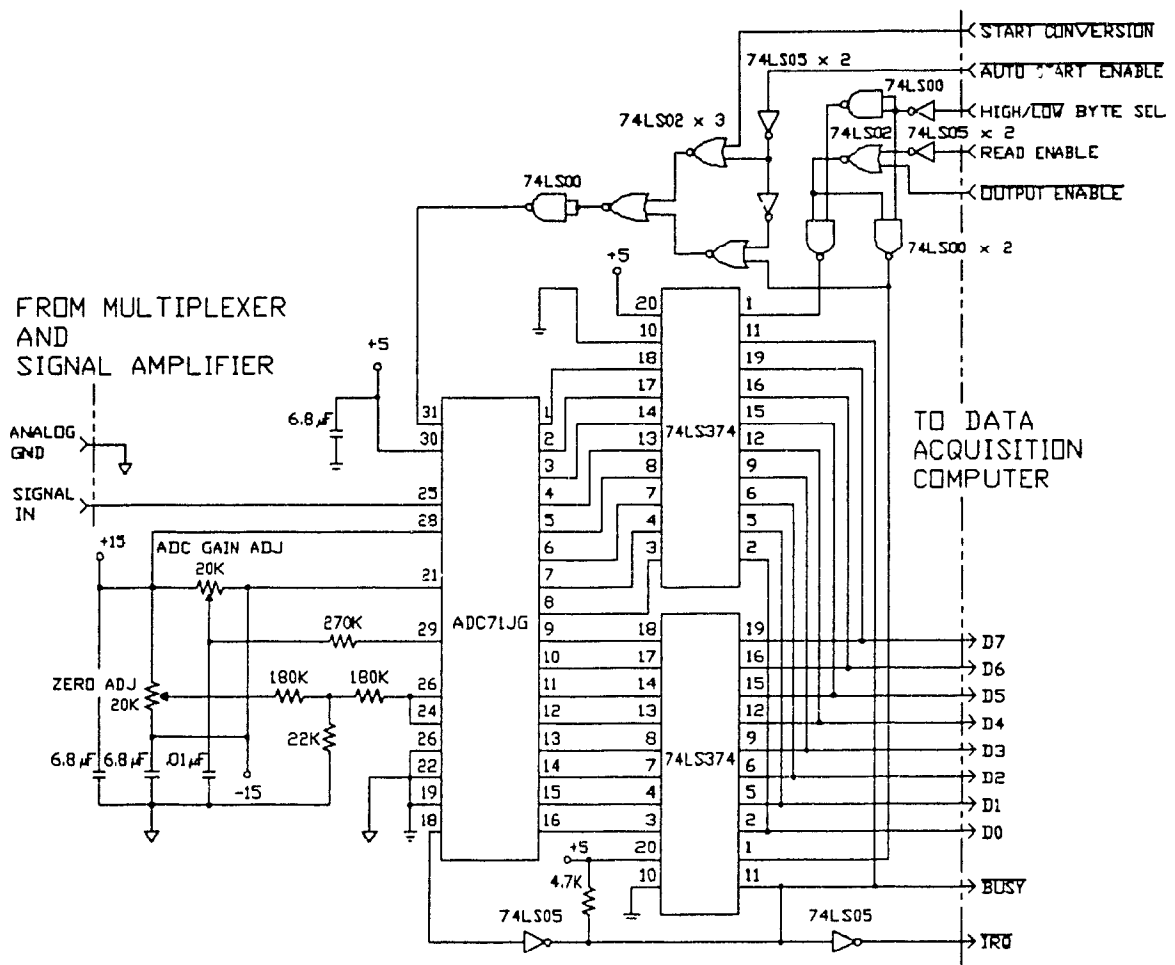 START CONVERSION
74LS05 × 2
AUTO START ENABLE
74LS00
HIGH/LOW BYTE SEL
74LS02 × 3
74LS02
74LS05 × 2
READ ENABLE
74LS00
OUTPUT ENABLE
74LS00 × 2
+5
FROM MULTIPLEXER
AND
SIGNAL AMPLIFIER
+5
6.8μF
ANALOG
GND
SIGNAL
IN
+15
ADC GAIN ADJ
20K
270K
ZERO ADJ
20K
180K
180K
22K
6.8μF
6.8μF
.01μF
-15
31
30
25
28
21
29
26
24
26
22
19
18
ADC71JG
1
2
3
4
5
6
7
8
9
10
11
12
13
14
15
16
20
10
18
17
14
13
8
7
4
3
74LS374
1
11
19
16
15
12
9
6
5
2
18
17
14
13
8
7
4
3
20
10
74LS374
19
16
15
12
9
6
5
2
1
11
TO DATA
ACQUISITION
COMPUTER
D7
D6
D5
D4
D3
D2
D1
D0
BUSY
IRQ
+5
4.7K
74LS05
74LS05